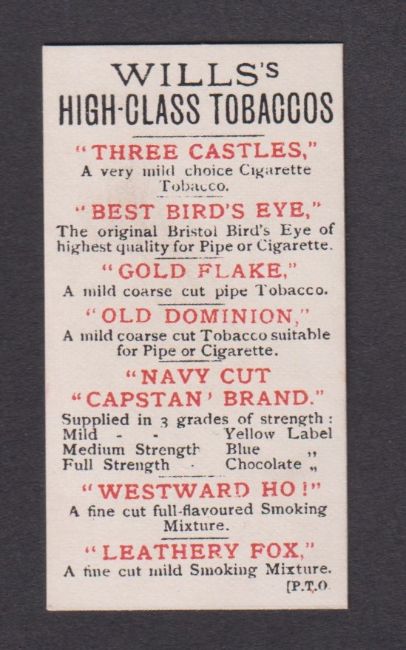 WILLS'S
HIGH-CLASS TOBACCOS
"THREE CASTLES,"
A very mild choice Cigarette
Tobacco.
"BEST BIRD'S EYE,"
The original Bristol Bird's Eye of
highest quality for Pipe or Cigarette.
"GOLD FLAKE,"
A mild coarse cut pipe Tobacco.
"OLD DOMINION,"
A mild coarse cut Tobacco suitable
for Pipe or Cigarette.
"NAVY CUT
"CAPSTAN' BRAND."
Supplied in 3 grades of strength :
Mild - - Yellow Label
Medium Strength Blue „
Full Strength - Chocolate „
"WESTWARD HO!"
A fine cut full-flavoured Smoking
Mixture.
"LEATHERY FOX,"
A fine cut mild Smoking Mixture.
[P.T.O.